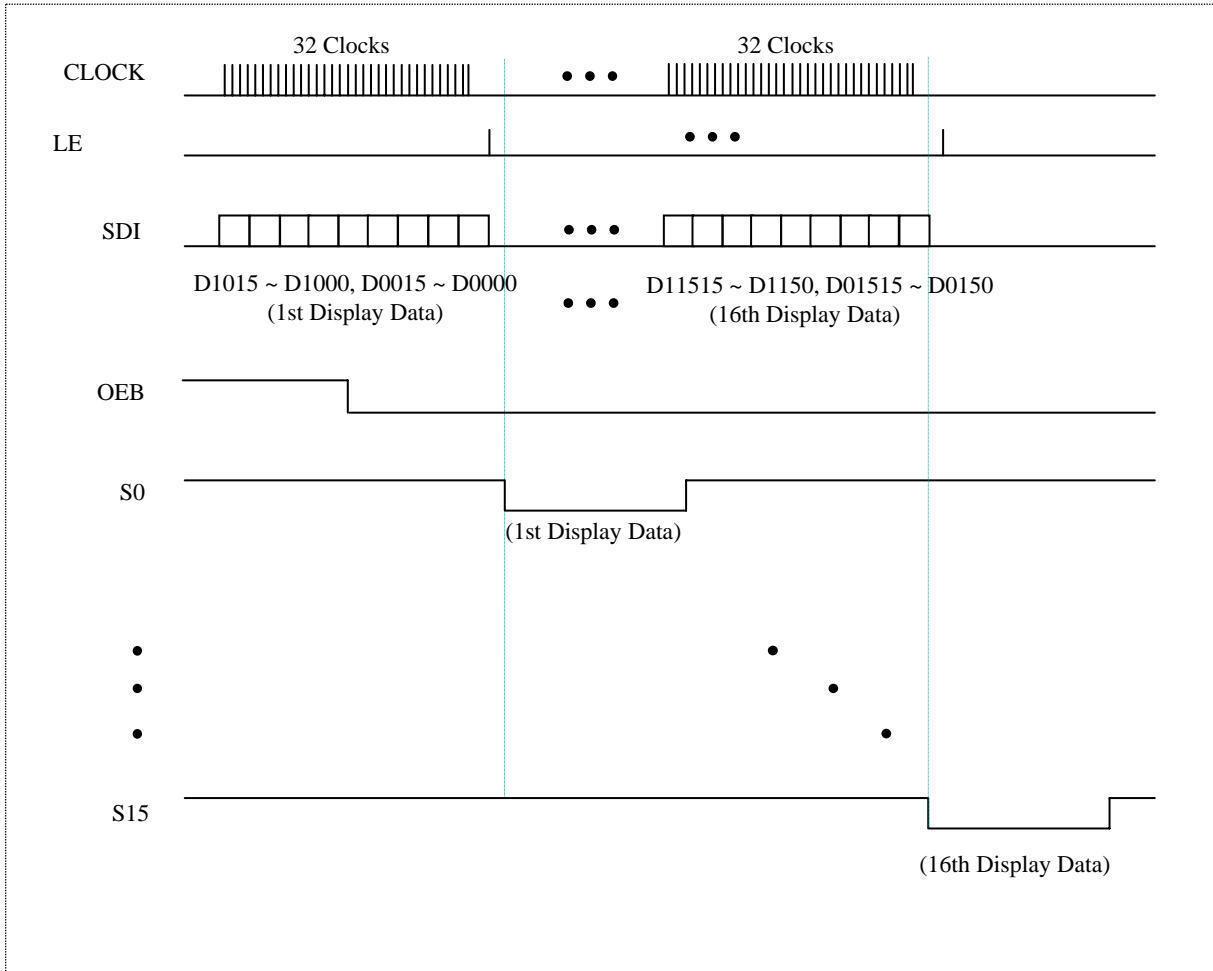 32 Clocks
32 Clocks
CLOCK
LE
SDI
D1015 ~ D1000, D0015 ~ D0000
(1st Display Data)
D11515 ~ D1150, D01515 ~ D0150
(16th Display Data)
OEB
S0
(1st Display Data)
S15
(16th Display Data)